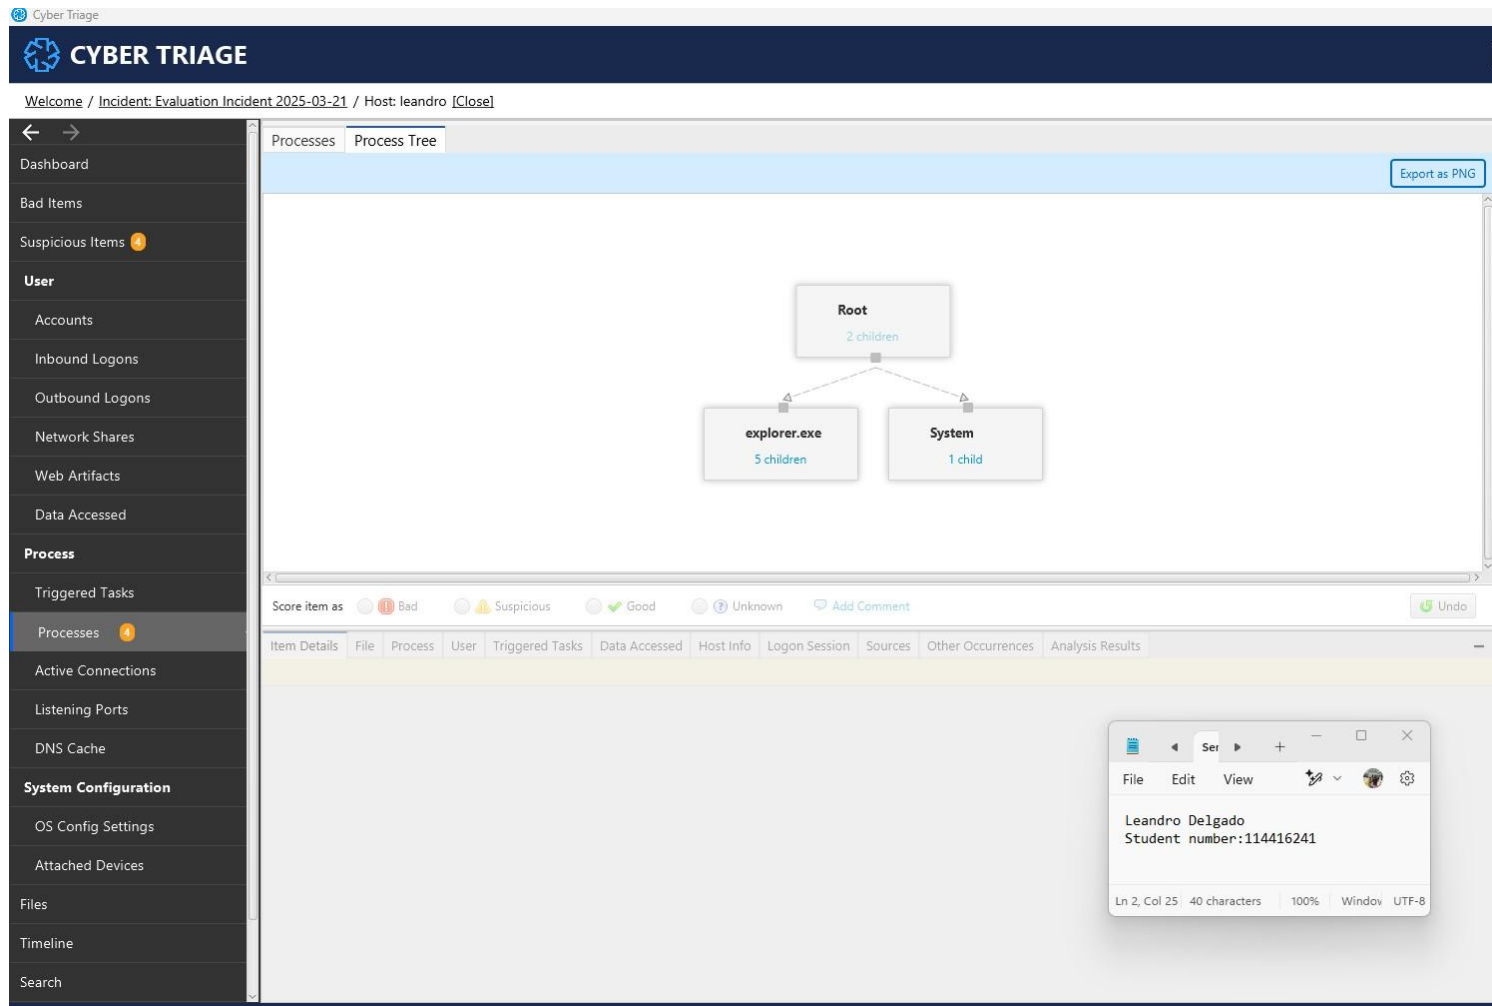 Cyber Triage
CYBER TRIAGE
Welcome / Incident: Evaluation Incident 2025-03-21 / Host: leandro [Close]
Dashboard
Bad Items
Suspicious Items 4
User
Accounts
Inbound Logons
Outbound Logons
Network Shares
Web Artifacts
Data Accessed
Process
Triggered Tasks
Processes 4
Active Connections
Listening Ports
DNS Cache
System Configuration
OS Config Settings
Attached Devices
Files
Timeline
Search
Processes Process Tree
Export as PNG
Root
2 children
explorer.exe
5 children
System
1 child
Score item as Bad Suspicious Good Unknown Add Comment Undo
Item Details File Process User Triggered Tasks Data Accessed Host Info Logon Session Sources Other Occurrences Analysis Results
Ser
File Edit View
Leandro Delgado
Student number:114416241
Ln 2, Col 25 40 characters 100% Window UTF-8